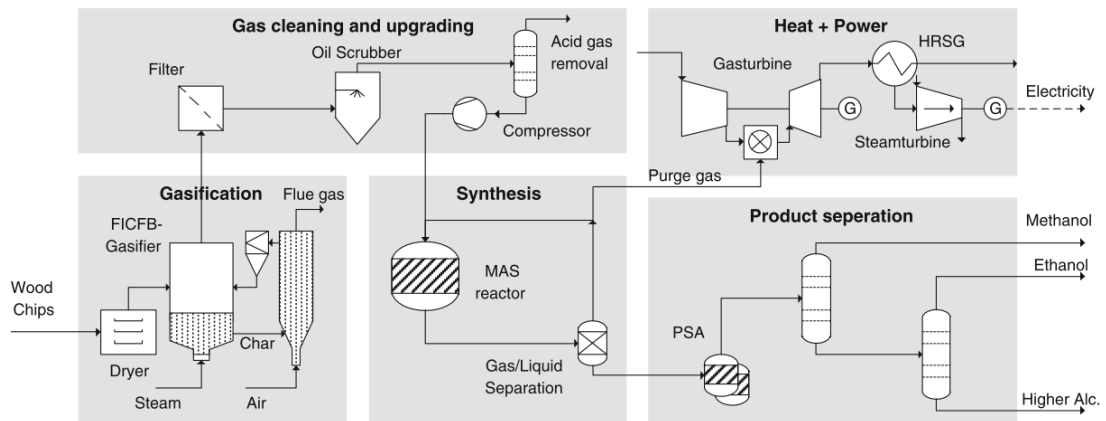 Gas cleaning and upgrading
Oil Scrubber
Acid gas
removal
Filter
Compressor
Heat + Power
HRSG
Gasturbine
Electricity
G
G
Steamturbine
Purge gas
Gasification
Flue gas
FICFB-
Gasifier
Wood
Chips
Char
Dryer
Steam
Air
Synthesis
MAS
reactor
Gas/Liquid
Separation
Product seperation
Methanol
Ethanol
PSA
Higher Alc.